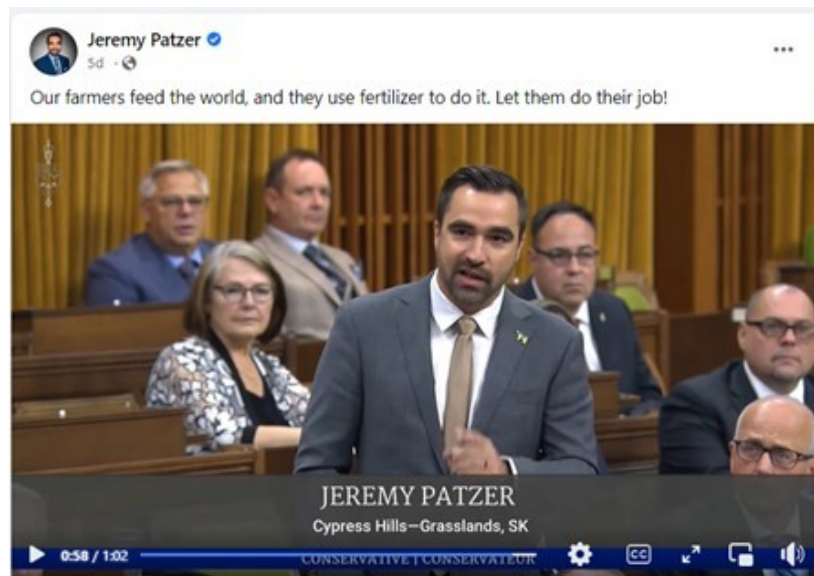 Jeremy Patzer
5d ·
Our farmers feed the world, and they use fertilizer to do it. Let them do their job!
JEREMY PATZER
Cypress Hills—Grasslands, SK
0:58 / 1:02
CC
CONSERVATIVE | CONSERVATEUR